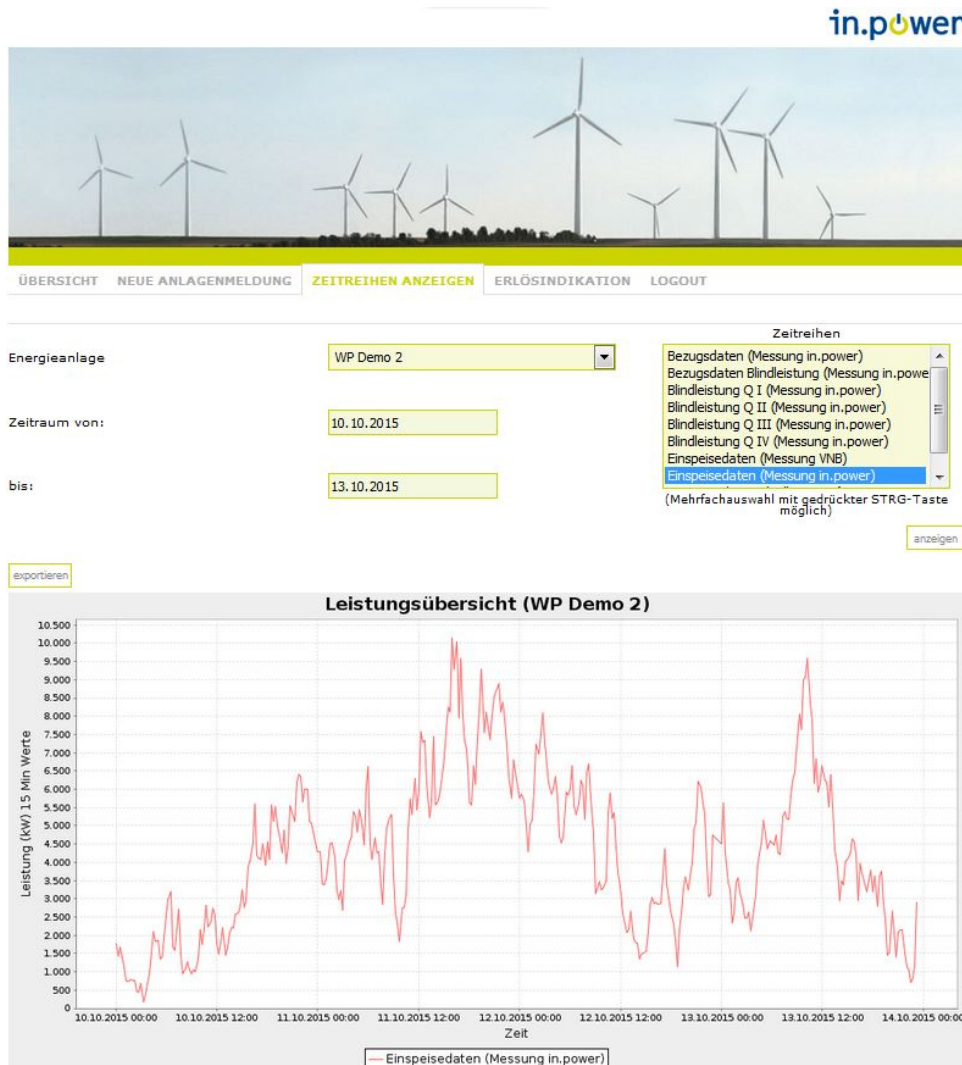 in.power
ÜBERSICHT NEUE ANLAGENMELDUNG ZEITREIHEN ANZEIGEN ERLÖSINDIKATION LOGOUT
Zeitreihen
Energieanlage
WP Demo 2
Bezugsdaten (Messung in.power)
Bezugsdaten Blindleistung (Messung in.powe
Blindleistung Q I (Messung in.power)
Blindleistung Q II (Messung in.power)
Blindleistung Q III (Messung in.power)
Blindleistung Q IV (Messung in.power)
Einspeisedaten (Messung VNB)
Einspeisedaten (Messung in.power)
Zeitraum von:
10.10.2015
bis:
13.10.2015
(Mehrfachauswahl mit gedrückter STRG-Taste
möglich)
anzeigen
exportieren
Leistungsübersicht (WP Demo 2)
Leistung (kW) 15 Min Werte
10.500
10.000
9.500
9.000
8.500
8.000
7.500
7.000
6.500
6.000
5.500
5.000
4.500
4.000
3.500
3.000
2.500
2.000
1.500
1.000
500
0
10.10.2015 00:00 10.10.2015 12:00 11.10.2015 00:00 11.10.2015 12:00 12.10.2015 00:00 12.10.2015 12:00 13.10.2015 00:00 13.10.2015 12:00 14.10.2015 00:00
Zeit
Einspeisedaten (Messung in.power)